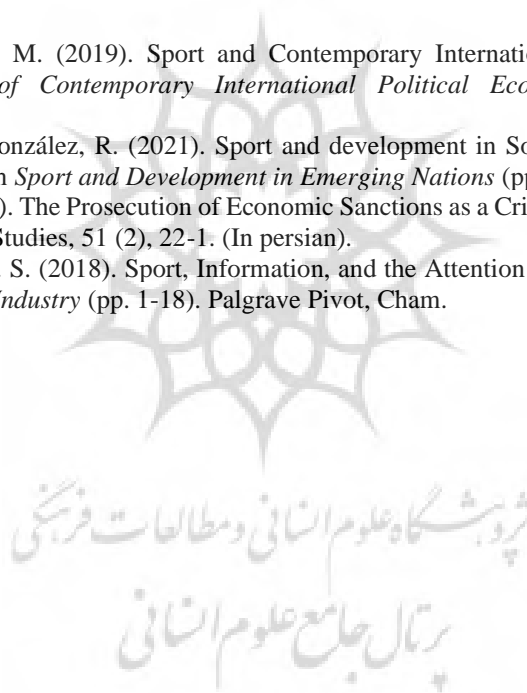 M. (2019). Sport and Contemporary Internatio
of Contemporary International Political Eco
onzález, R. (2021). Sport and development in So
n Sport and Development in Emerging Nations (pp
). The Prosecution of Economic Sanctions as a Cri
Studies, 51 (2), 22-1. (In persian).
. S. (2018). Sport, Information, and the Attention
Industry (pp. 1-18). Palgrave Pivot, Cham.
پژوهشگاه علوم انسانی و مطالعات فرهنگی
پرتال جامع علوم انسانی